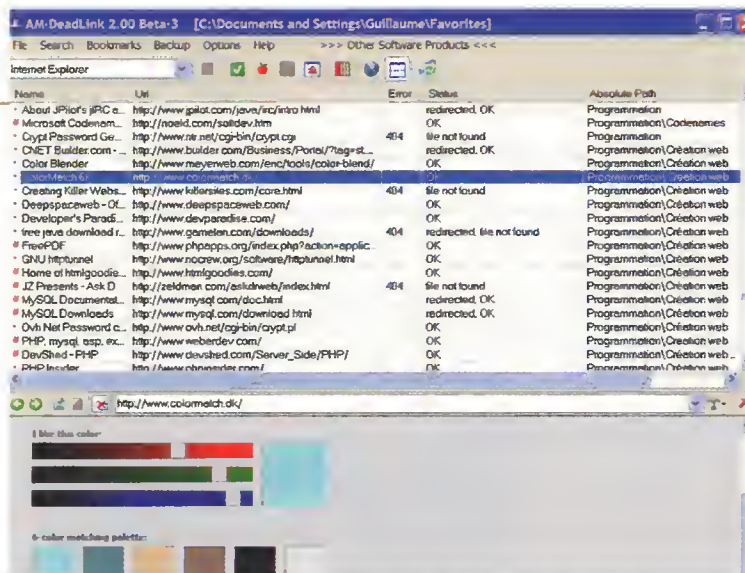 AM-DeadLink 2.00 Beta-3 [C:\Documents and Settings\Guillaume\Favorites]
File Search Bookmarks Backup Options Help >>> Other Software Products <<<
Internet Explorer
Name Url Error Status Absolute Path
About JPilot's jIRC a... http://www.jpilot.com/java/irc/intro.html redirected, OK Programmation
Microsoft Codenam... http://noeld.com/salldev.htm OK Programmation\Codenames
Crypt Password Ge... http://www.ntr.net/cgi-bin/crypt.cgi 404 file not found Programmation
CNET Builder.com - ... http://www.builder.com/Business/Portal/?tag=st... redirected, OK Programmation\Création web
Color Blender http://www.meyerweb.com/eric/tools/color-blend/ OK Programmation\Création web
ColorMatch 5K http://www.colormatch.dk/ OK Programmation\Création web
Creating Killer Webs... http://www.killersites.com/core.html 404 file not found Programmation\Création web
Deepspaceweb - Of... http://www.deepspaceweb.com/ OK Programmation\Création web
Developer's Paradi... http://www.devparadise.com/ OK Programmation\Création web
free java download r... http://www.gamelan.com/downloads/ 404 redirected, file not found Programmation\Création web
FreePDF http://www.phpapps.org/index.php?action=applic... OK Programmation\Création web
GNU httptunnel http://www.nocrew.org/software/httptunnel.html OK Programmation\Création web
Home of htmlgoodie... http://www.htmlgoodies.com/ OK Programmation\Création web
JZ Presents - Ask D http://zeldman.com/askdrweb/index.html 404 file not found Programmation\Création web
MySQL Documentat... http://www.mysql.com/doc.html redirected, OK Programmation\Création web
MySQL Downloads http://www.mysql.com/download.html redirected, OK Programmation\Création web
Ovh Net Password c... http://www.ovh.net/cgi-bin/crypt.pl OK Programmation\Création web
PHP, mysql, asp, ex... http://www.weberdev.com/ OK Programmation\Création web
DevShed - PHP http://www.devshed.com/Server_Side/PHP/ OK Programmation\Création web...
PHP Insider http://www.phpinsider.com/ OK Programmation\Création web
http://www.colormatch.dk/
I like this color:
6-color matching palette: